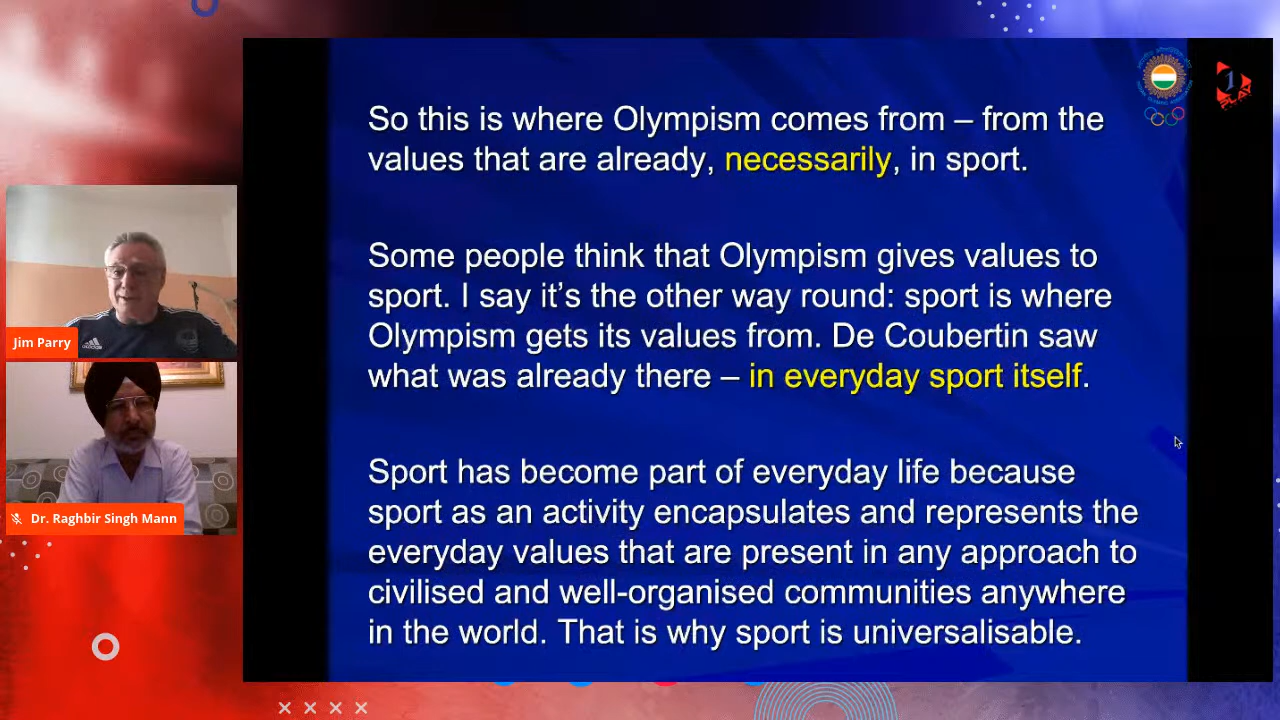 So this is where Olympism comes from – from the
values that are already, necessarily, in sport.
Some people think that Olympism gives values to
sport. I say it's the other way round: sport is where
Olympism gets its values from. De Coubertin saw
what was already there – in everyday sport itself.
Sport has become part of everyday life because
sport as an activity encapsulates and represents the
everyday values that are present in any approach to
civilised and well-organised communities anywhere
in the world. That is why sport is universalisable.
Jim Parry
Dr. Raghbir Singh Mann
1
PLAY